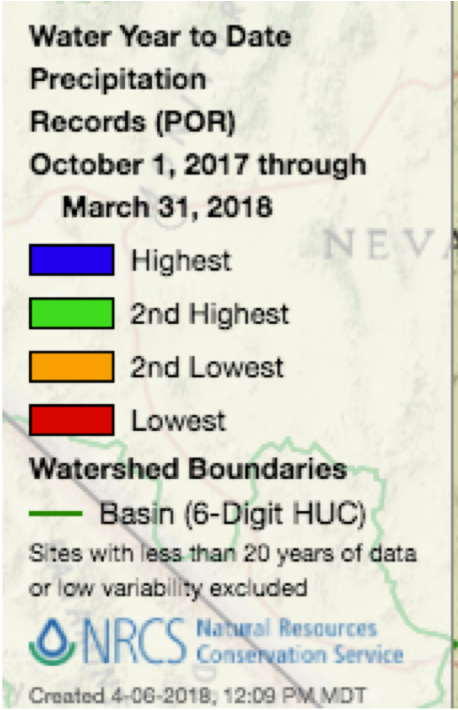 Water Year to Date
Precipitation
Records (POR)
October 1, 2017 through
March 31, 2018
NEVA
Highest
2nd Highest
2nd Lowest
Lowest
Watershed Boundaries
Basin (6-Digit HUC)
Sites with less than 20 years of data
or low variability excluded
NRCS Natural Resources
Conservation Service
Created 4-06-2018, 12:09 PM MDT